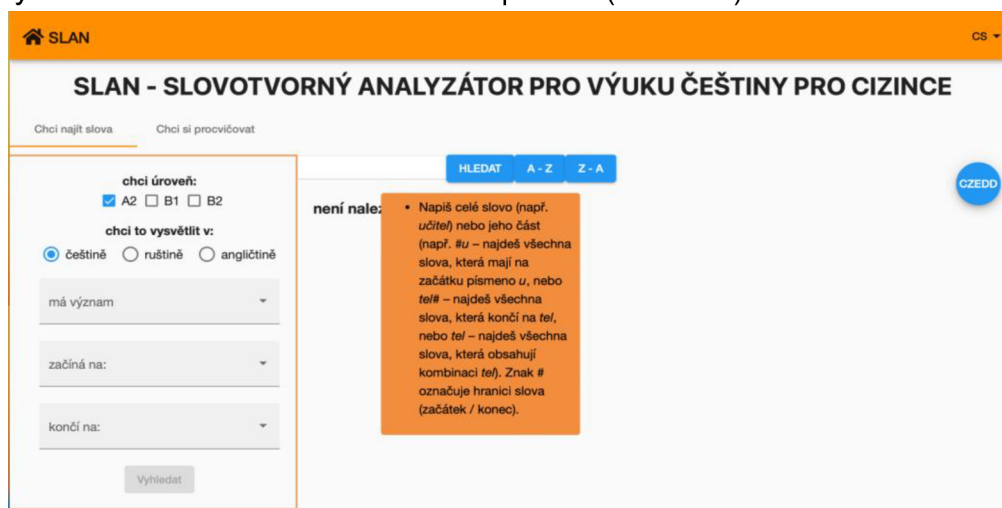 SLAN
CS
SLAN - SLOVOTVORNÝ ANALYZÁTOR PRO VÝUKU ČEŠTINY PRO CIZINCE
Chci najít slova
Chci si procvičovat
HLEDAT
A - Z
Z - A
CZEDD
chci úroveň:
A2
B1
B2
chci to vysvětlit v:
češtině
ruštině
angličtině
má význam
začíná na:
končí na:
Vyhledat
není
• Napiš celé slovo (např.
učitel) nebo jeho část
(např. #u – najdeš všechna
slova, která mají na
začátku písmeno u, nebo
tel# – najdeš všechna
slova, která končí na tel,
nebo tel – najdeš všechna
slova, která obsahují
kombinaci tel). Znak #
označuje hranici slova
(začátek / konec).